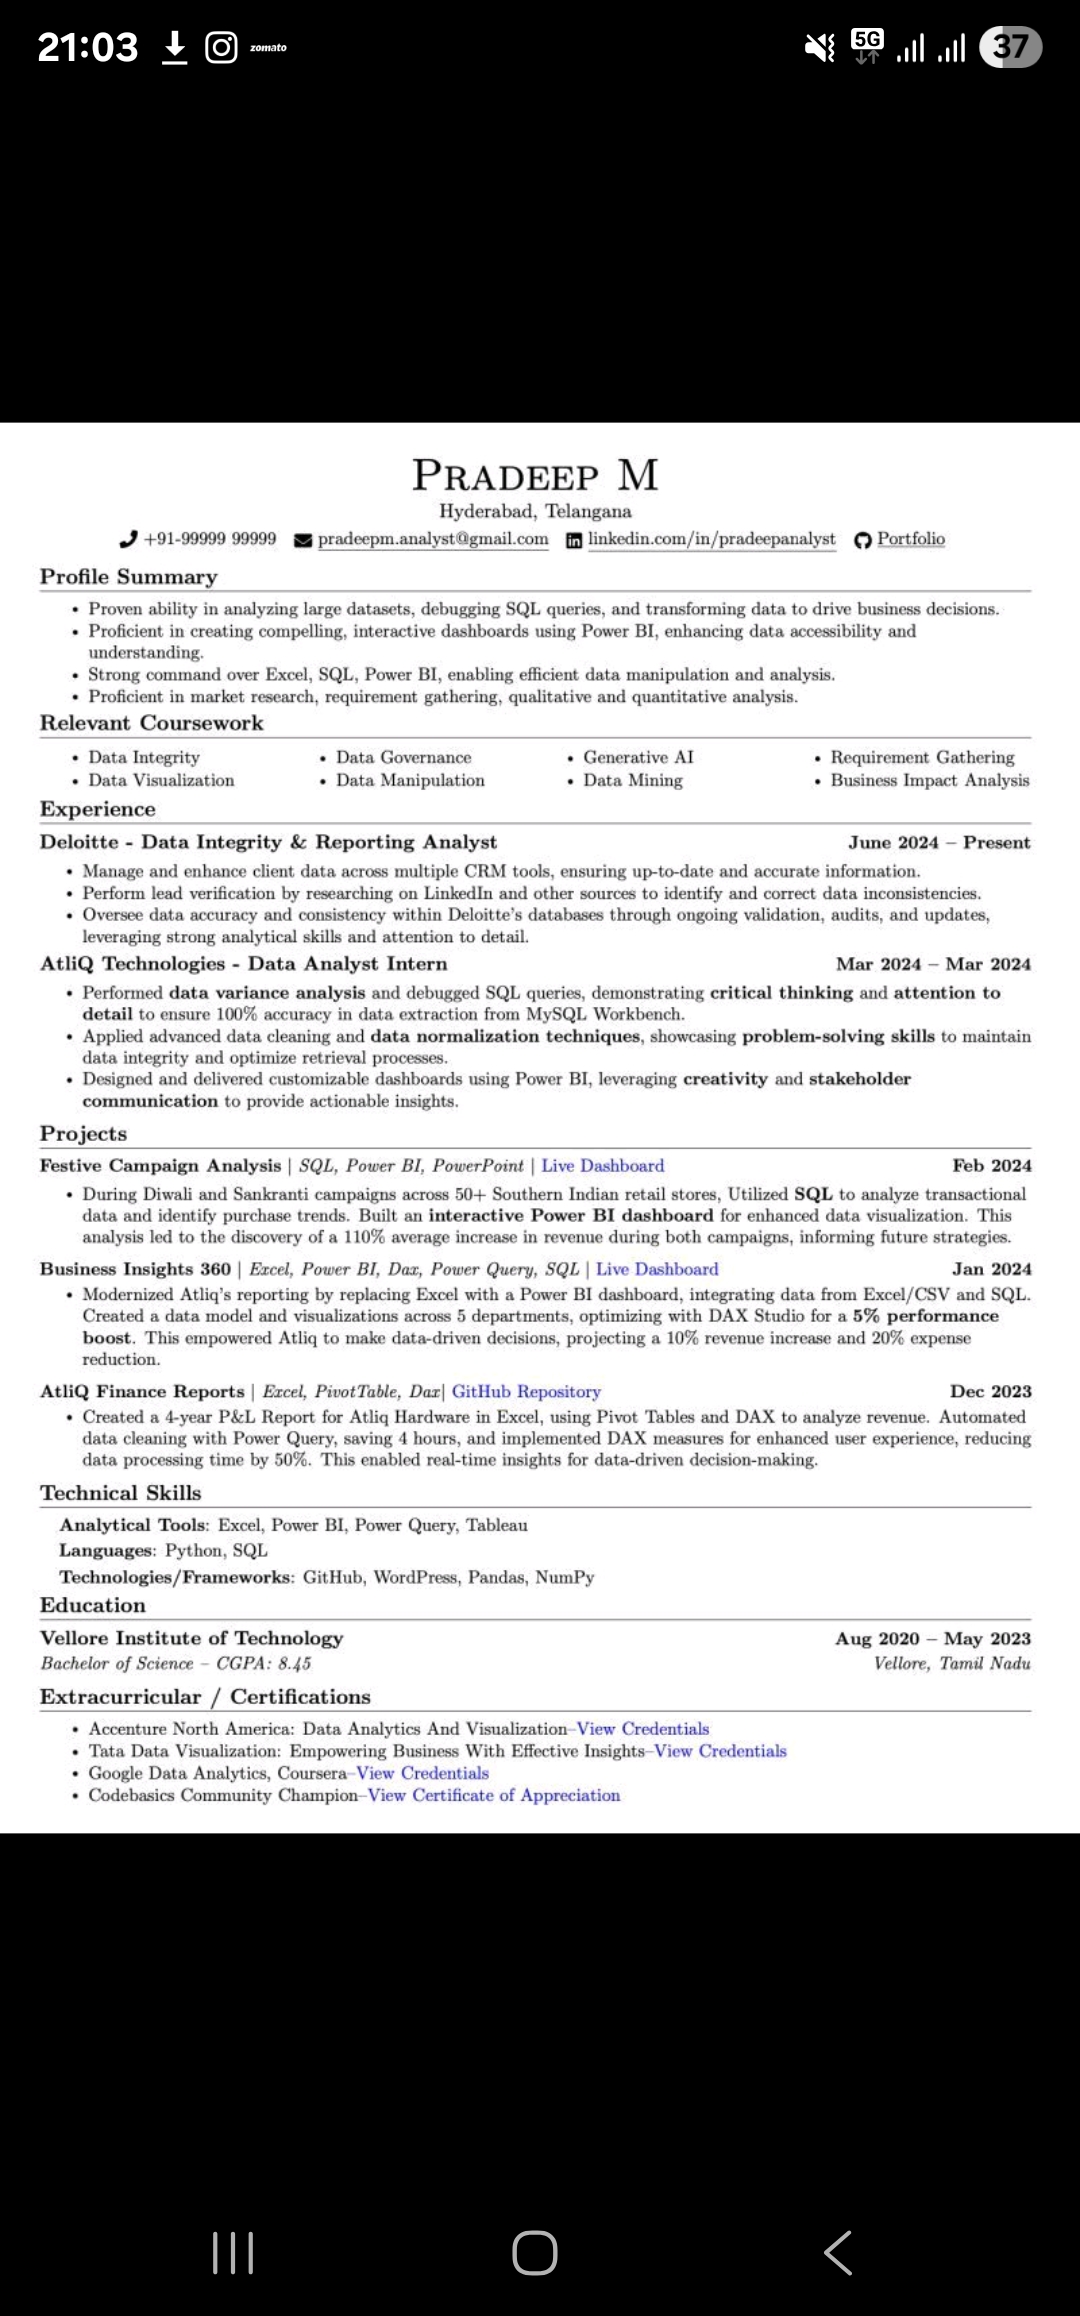 21:03 zomato 5G 37
PRADEEP M
Hyderabad, Telangana
+91-99999 99999 pradeepm.analyst@gmail.com linkedin.com/in/pradeepanalyst Portfolio
Profile Summary
• Proven ability in analyzing large datasets, debugging SQL queries, and transforming data to drive business decisions.
• Proficient in creating compelling, interactive dashboards using Power BI, enhancing data accessibility and
understanding.
• Strong command over Excel, SQL, Power BI, enabling efficient data manipulation and analysis.
• Proficient in market research, requirement gathering, qualitative and quantitative analysis.
Relevant Coursework
• Data Integrity • Data Governance • Generative AI • Requirement Gathering
• Data Visualization • Data Manipulation • Data Mining • Business Impact Analysis
Experience
Deloitte - Data Integrity & Reporting Analyst June 2024 – Present
• Manage and enhance client data across multiple CRM tools, ensuring up-to-date and accurate information.
• Perform lead verification by researching on LinkedIn and other sources to identify and correct data inconsistencies.
• Oversee data accuracy and consistency within Deloitte's databases through ongoing validation, audits, and updates,
leveraging strong analytical skills and attention to detail.
AtliQ Technologies - Data Analyst Intern Mar 2024 – Mar 2024
• Performed data variance analysis and debugged SQL queries, demonstrating critical thinking and attention to
detail to ensure 100% accuracy in data extraction from MySQL Workbench.
• Applied advanced data cleaning and data normalization techniques, showcasing problem-solving skills to maintain
data integrity and optimize retrieval processes.
• Designed and delivered customizable dashboards using Power BI, leveraging creativity and stakeholder
communication to provide actionable insights.
Projects
Festive Campaign Analysis | SQL, Power BI, PowerPoint | Live Dashboard Feb 2024
• During Diwali and Sankranti campaigns across 50+ Southern Indian retail stores, Utilized SQL to analyze transactional
data and identify purchase trends. Built an interactive Power BI dashboard for enhanced data visualization. This
analysis led to the discovery of a 110% average increase in revenue during both campaigns, informing future strategies.
Business Insights 360 | Excel, Power BI, Dax, Power Query, SQL | Live Dashboard Jan 2024
• Modernized Atliq's reporting by replacing Excel with a Power BI dashboard, integrating data from Excel/CSV and SQL.
Created a data model and visualizations across 5 departments, optimizing with DAX Studio for a 5% performance
boost. This empowered Atliq to make data-driven decisions, projecting a 10% revenue increase and 20% expense
reduction.
AtliQ Finance Reports | Excel, PivotTable, Dax| GitHub Repository Dec 2023
• Created a 4-year P&L Report for Atliq Hardware in Excel, using Pivot Tables and DAX to analyze revenue. Automated
data cleaning with Power Query, saving 4 hours, and implemented DAX measures for enhanced user experience, reducing
data processing time by 50%. This enabled real-time insights for data-driven decision-making.
Technical Skills
Analytical Tools: Excel, Power BI, Power Query, Tableau
Languages: Python, SQL
Technologies/Frameworks: GitHub, WordPress, Pandas, NumPy
Education
Vellore Institute of Technology Aug 2020 – May 2023
Bachelor of Science – CGPA: 8.45 Vellore, Tamil Nadu
Extracurricular / Certifications
• Accenture North America: Data Analytics And Visualization–View Credentials
• Tata Data Visualization: Empowering Business With Effective Insights–View Credentials
• Google Data Analytics, Coursera–View Credentials
• Codebasics Community Champion–View Certificate of Appreciation